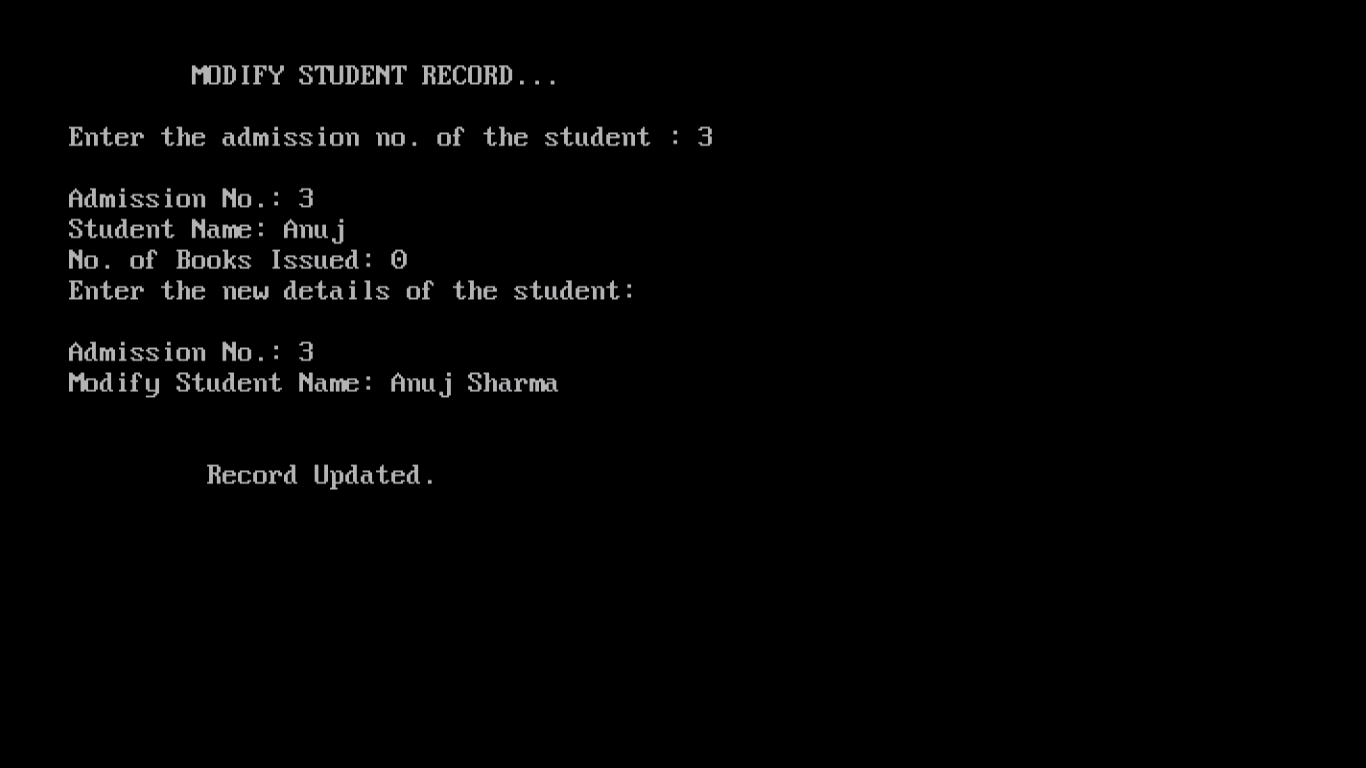 MODIFY STUDENT RECORD...
Enter the admission no. of the student : 3
Admission No.: 3
Student Name: Anuj
No. of Books Issued: 0
Enter the new details of the student:
Admission No.: 3
Modify Student Name: Anuj Sharma
Record Updated.